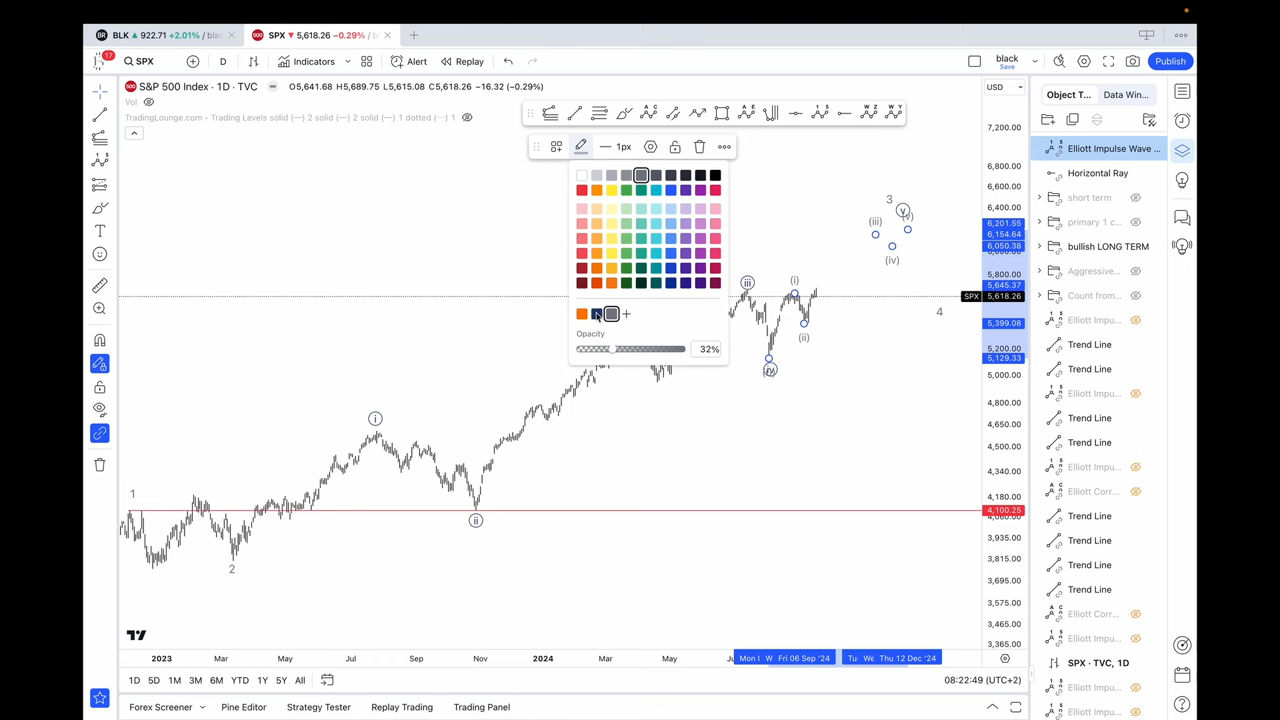 BLK ▲ 922.71 +2.01% / bla
SPX ▼ 5,618.26 −0.29% / b
17
SPX
D
Indicators
Alert
Replay
black
Save
Publish
S&P 500 Index · 1D · TVC
O5,641.68 H5,689.75 L5,615.08 C5,618.26 −16.32 (−0.29%)
Vol
TradingLounge.com - Trading Levels solid (—) 2 solid (—) 2 solid (—) 1 dotted (—) 1
1px
USD
7,200.00
6,800.00
6,600.00
6,400.00
6,201.55
6,154.64
6,050.38
5,800.00
5,645.37
SPX 5,618.26
5,399.08
5,200.00
5,129.33
5,000.00
4,800.00
4,650.00
4,500.00
4,340.00
4,180.00
4,100.25
3,935.00
3,815.00
3,695.00
3,575.00
3,465.00
3,365.00
Opacity
32%
3
(iii)
(iv)
iii
(i)
(ii)
4
i
ii
1
2
2023
Mar
May
Jul
Sep
Nov
2024
Mar
May
Fri 06 Sep '24
Thu 12 Dec '24
1D 5D 1M 3M 6M YTD 1Y 5Y All
08:22:49 (UTC+2)
Forex Screener
Pine Editor
Strategy Tester
Replay Trading
Trading Panel
Object T...
Data Win...
Elliott Impulse Wave ...
Horizontal Ray
short term
primary 1 c...
bullish LONG TERM
Aggressive...
Count from...
Elliott Impu...
Trend Line
Trend Line
Elliott Impu...
Trend Line
Trend Line
Elliott Impu...
Elliott Corr...
Trend Line
Trend Line
Trend Line
Trend Line
Elliott Corr...
Elliott Impu...
SPX · TVC, 1D
Elliott Impu...
Elliott Impu...